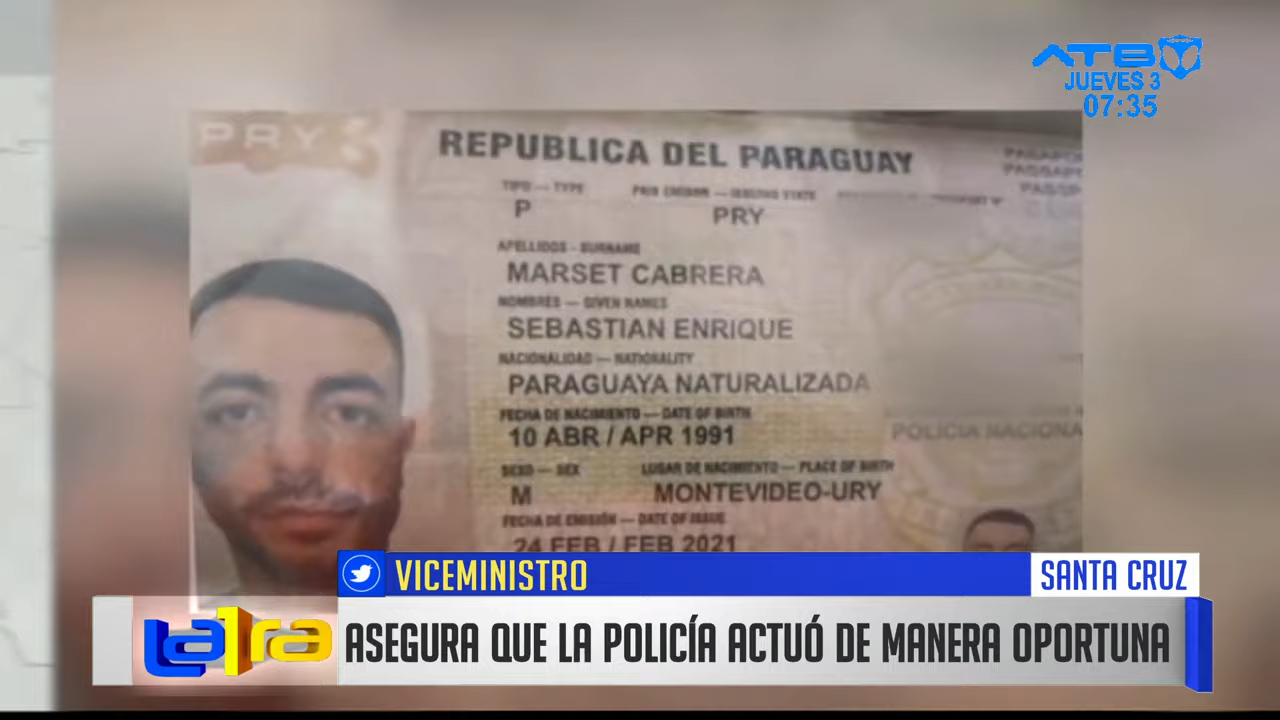 ATB
JUEVES 3
07:35
PRY
REPUBLICA DEL PARAGUAY
TIPO — TYPE
P
PRY
APELLIDOS - SURNAME
MARSET CABRERA
NOMBRES — GIVEN NAMES
SEBASTIAN ENRIQUE
NACIONALIDAD — NATIONALITY
PARAGUAYA NATURALIZADA
FECHA DE NACIMIENTO — DATE OF BIRTH
10 ABR / APR 1991
SEXO — SEX LUGAR DE NACIMIENTO — PLACE OF BIRTH
M MONTEVIDEO-URY
FECHA DE EMISIÓN — DATE OF ISSUE
24 FEB / FEB 2021
POLICIA NACIONA
VICEMINISTRO
SANTA CRUZ
La1ra
ASEGURA QUE LA POLICÍA ACTUÓ DE MANERA OPORTUNA